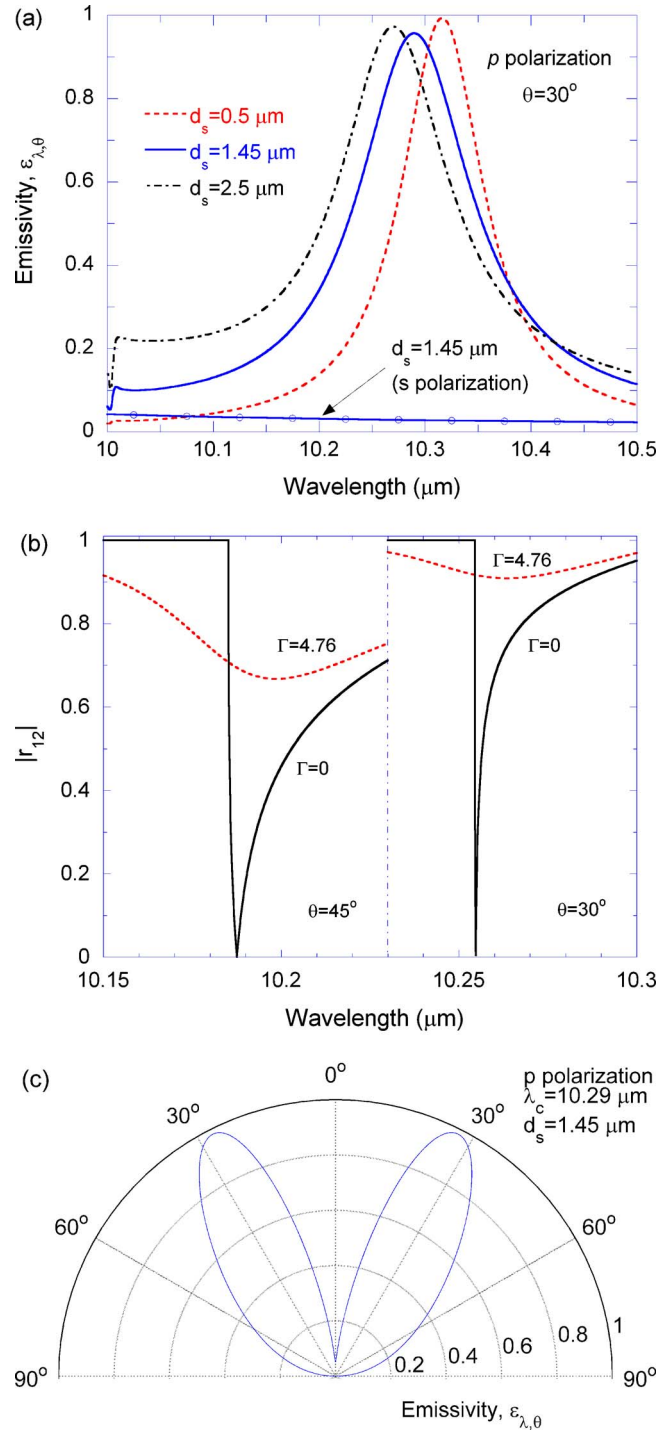 (a)
1
0.8
0.6
0.4
0.2
0
Emissivity, ε_λ,θ
p polarization
θ=30°
d_s=0.5 μm
d_s=1.45 μm
d_s=2.5 μm
d_s=1.45 μm
(s polarization)
10 10.1 10.2 10.3 10.4 10.5
Wavelength (μm)
(b)
1
0.8
0.6
0.4
0.2
0
|r_12|
Γ=4.76
Γ=4.76
Γ=0
Γ=0
θ=45°
θ=30°
10.15 10.2 10.25 10.3
Wavelength (μm)
(c)
p polarization
λ_c=10.29 μm
d_s=1.45 μm
0°
30° 30°
60° 60°
90° 90°
0.2 0.4 0.6 0.8 1
Emissivity, ε_λ,θ